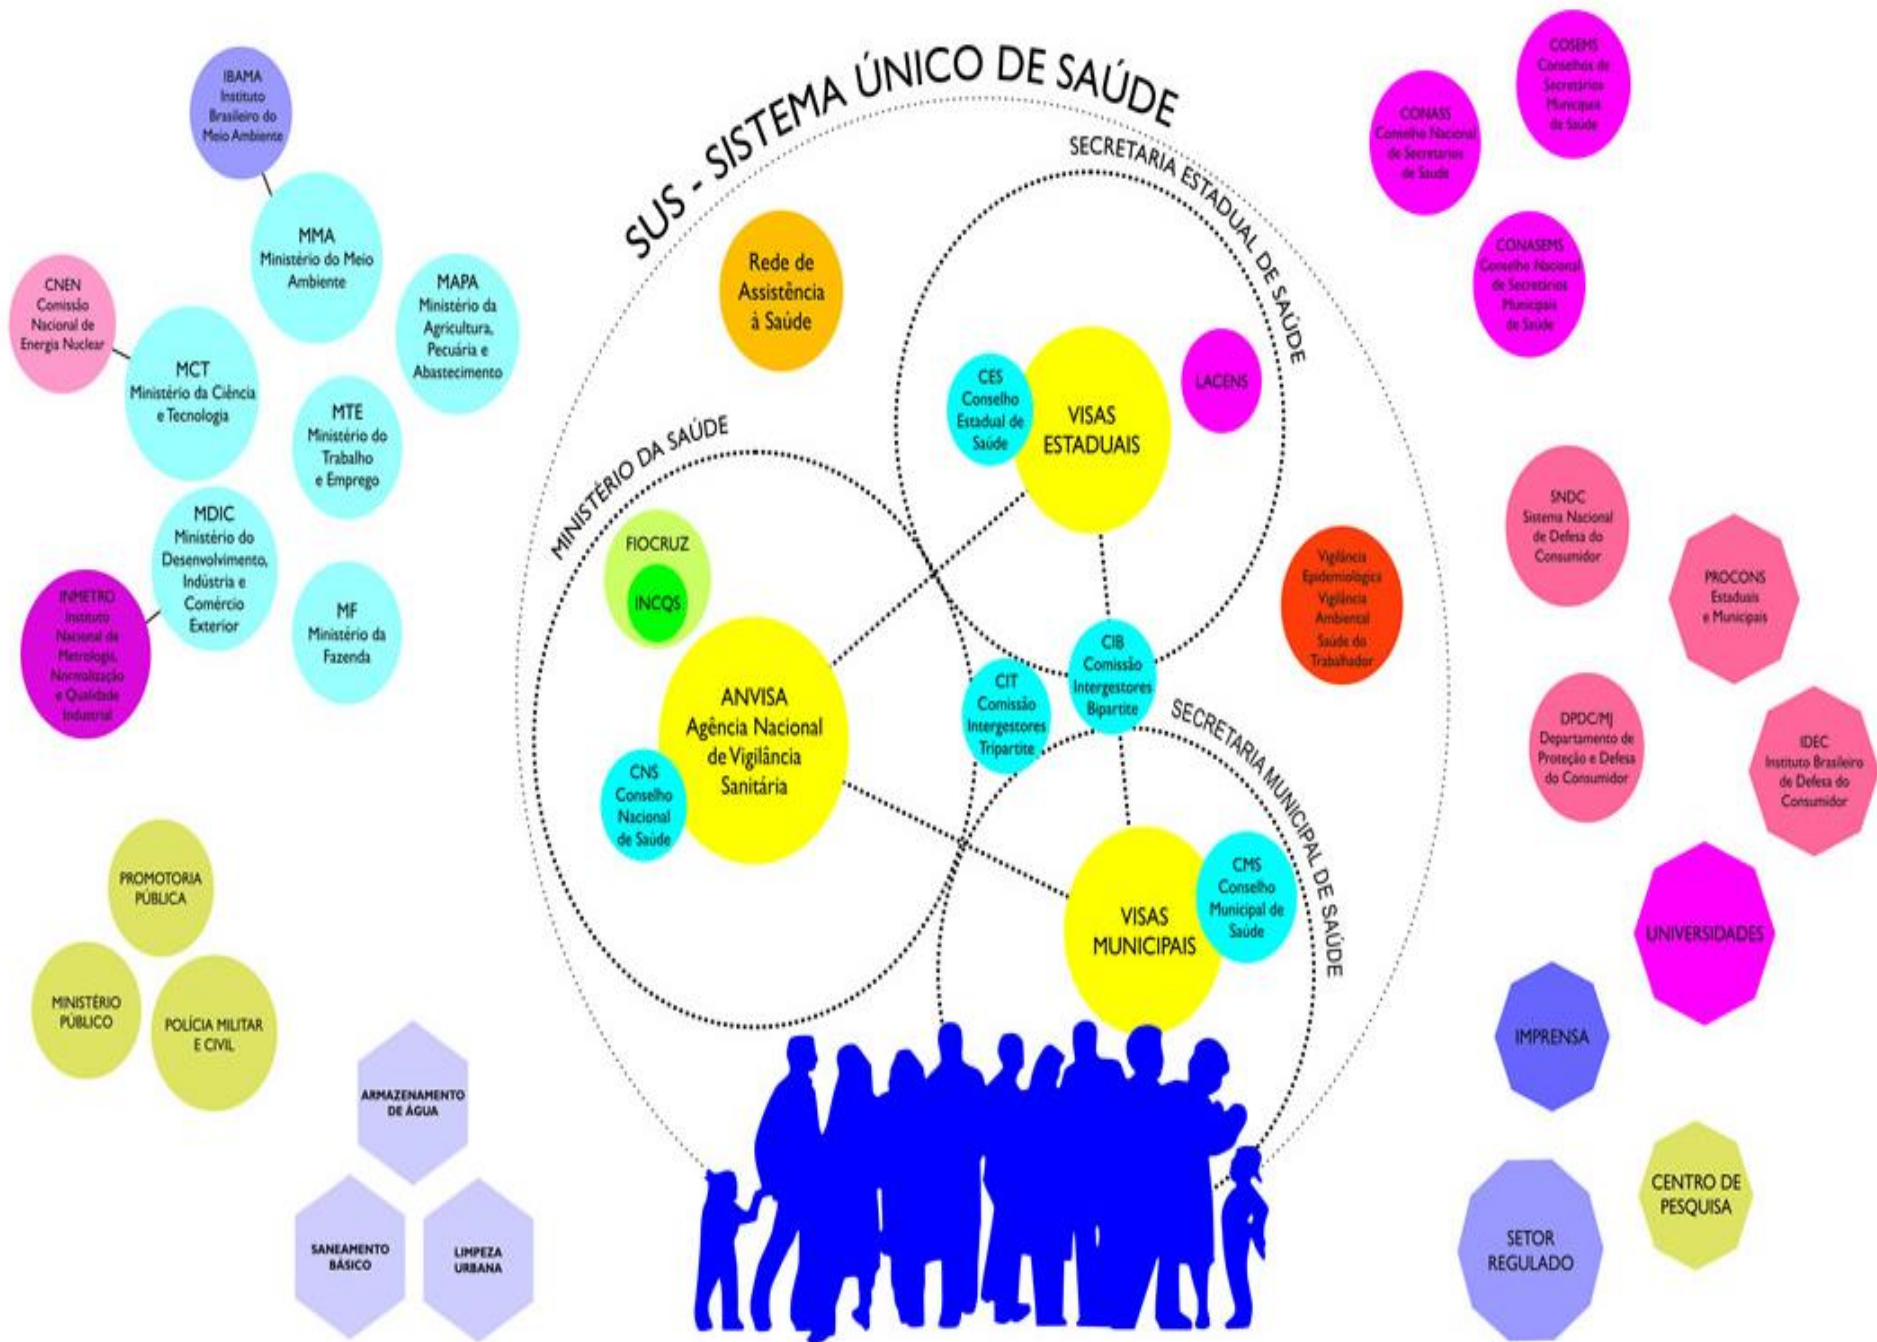 SUS - SISTEMA ÚNICO DE SAÚDE
IBAMA
Instituto
Brasileiro do
Meio Ambiente
MMA
Ministério do Meio
Ambiente
CNEN
Comissão
Nacional de
Energia Nuclear
MCT
Ministério da Ciência
e Tecnologia
MAPA
Ministério da
Agricultura,
Pecuária e
Abastecimento
MTE
Ministério do
Trabalho
e Emprego
MDIC
Ministério do
Desenvolvimento,
Indústria e
Comércio
Exterior
INMETRO
Instituto
Nacional de
Metrologia,
Normalização
e Qualidade
Industrial
MF
Ministério da
Fazenda
PROMOTORIA
PÚBLICA
MINISTÉRIO
PÚBLICO
POLÍCIA MILITAR
E CIVIL
ARMAZENAMENTO
DE ÁGUA
SANEAMENTO
BÁSICO
LIMPEZA
URBANA
Rede de
Assistência
à Saúde
SECRETARIA ESTADUAL DE SAÚDE
CES
Conselho
Estadual de
Saúde
VISAS
ESTADUAIS
LACENS
MINISTÉRIO DA SAÚDE
FIOCRUZ
INCQS
ANVISA
Agência Nacional
de Vigilância
Sanitária
CNS
Conselho
Nacional
de Saúde
CIT
Comissão
Intergestores
Tripartite
CIB
Comissão
Intergestores
Bipartite
SECRETARIA MUNICIPAL DE SAÚDE
VISAS
MUNICIPAIS
CMS
Conselho
Municipal de
Saúde
Vigilância
Epidemiológica
Vigilância
Ambiental
Saúde do
Trabalhador
COSEMS
Conselhos de
Secretários
Municipais
de Saúde
CONASS
Conselho Nacional
de Secretários
de Saúde
CONASEMS
Conselho Nacional
de Secretários
Municipais
de Saúde
SNDC
Sistema Nacional
de Defesa do
Consumidor
PROCONS
Estaduais
e Municipais
DPDC/MJ
Departamento de
Proteção e Defesa
do Consumidor
IDEC
Instituto Brasileiro
de Defesa do
Consumidor
UNIVERSIDADES
IMPRENSA
CENTRO DE
PESQUISA
SETOR
REGULADO